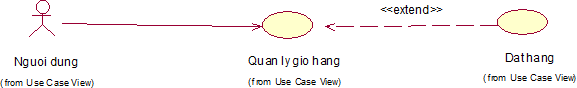 <<extend>>
Nguoi dung
Quan ly gio hang
Dat hang
(from Use Case View)
(from Use Case View)
(from Use Case View)